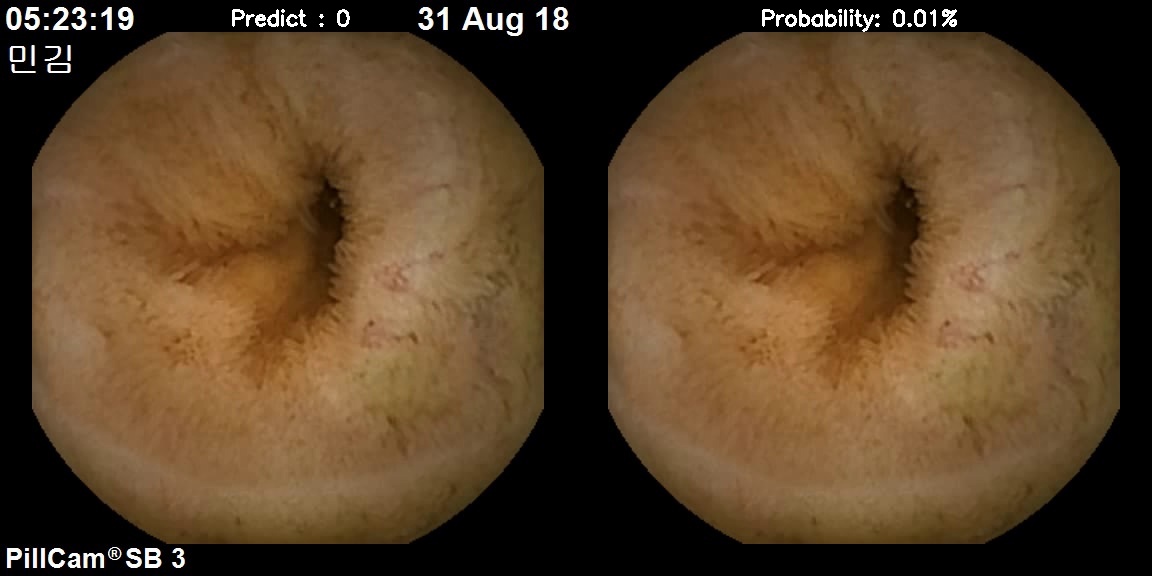 05:23:19 Predict : 0 31 Aug 18 Probability: 0.01%
민김
PillCam® SB 3